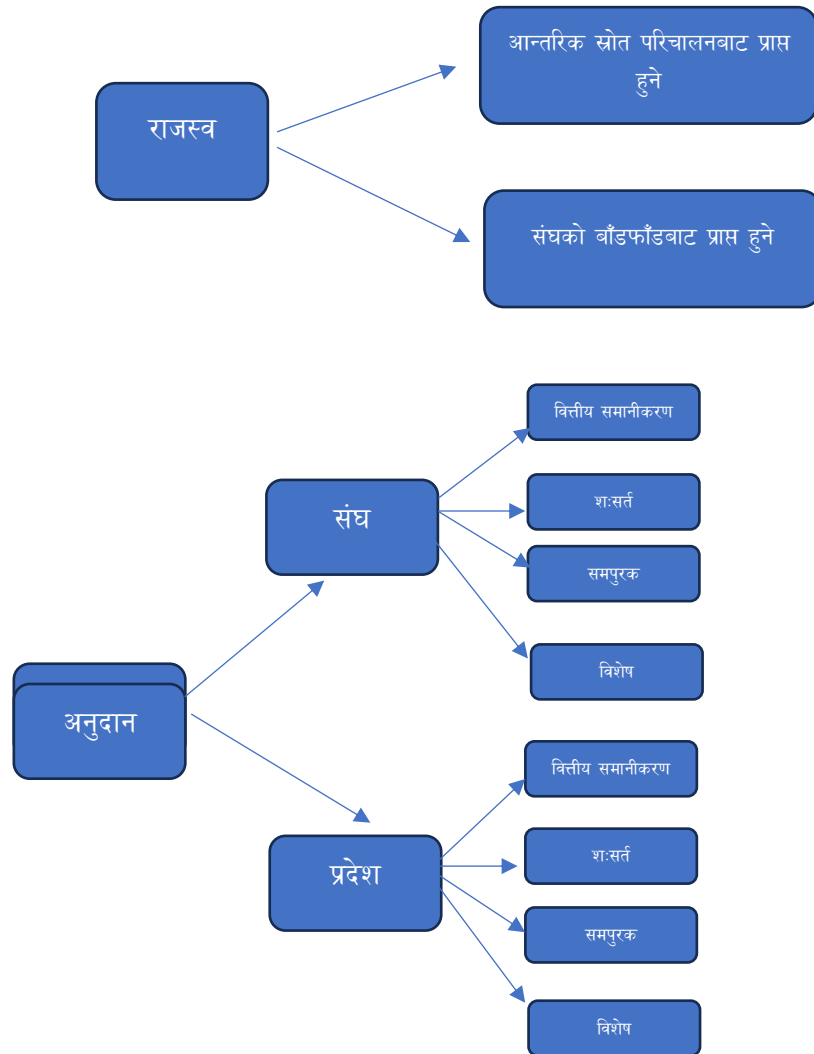 आन्तरिक स्रोत परिचालनबाट प्राप्त
हुने
राजस्व
संघको बाँडफाँडबाट प्राप्त हुने
वित्तीय समानीकरण
शःसर्त
संघ
समपुरक
विशेष
अनुदान
वित्तीय समानीकरण
शःसर्त
प्रदेश
समपुरक
विशेष